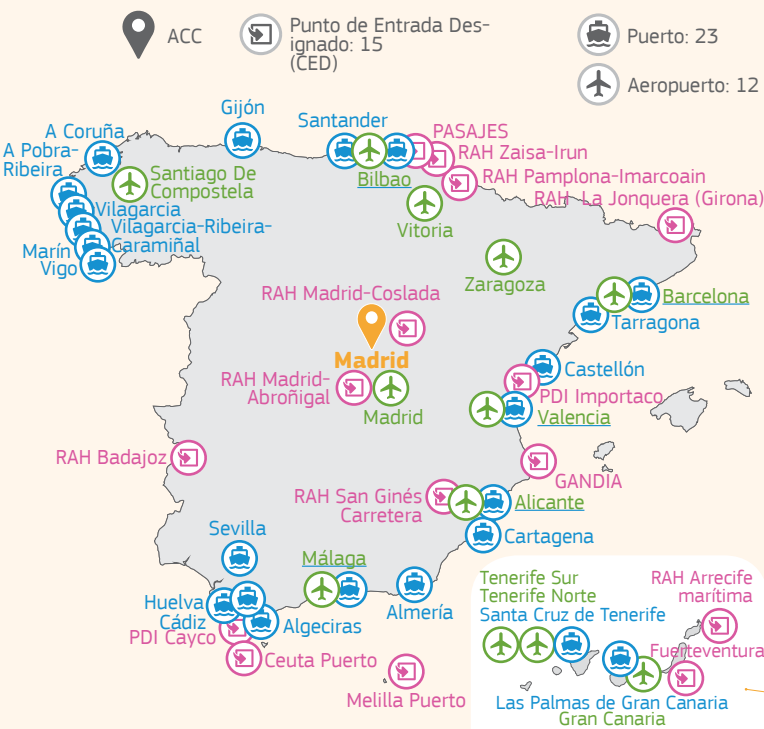 ACC
Punto de Entrada Des-
ignado: 15
(CED)
Puerto: 23
Aeropuerto: 12
Gijón
Santander
A Coruña
PASAJES
A Pobra-
Ribeira
RAH Zaisa-Irun
Santiago De
Compostela
Bilbao
RAH Pamplona-Imarcoain
RAH La Jonquera (Girona)
Vilagarcia
Vilagarcia-Ribeira-
Caramiñal
Vitoria
Marín
Vigo
Zaragoza
RAH Madrid-Coslada
Barcelona
Tarragona
Madrid
Castellón
RAH Madrid-
Abroñigal
PDI Importaco
Madrid
Valencia
RAH Badajoz
GANDIA
RAH San Ginés
Carretera
Alicante
Sevilla
Cartagena
Málaga
Tenerife Sur
Tenerife Norte
Santa Cruz de Tenerife
RAH Arrecife
marítima
Huelva
Cádiz
Almería
PDI Cayco
Algeciras
Ceuta Puerto
Fuerteventura
Melilla Puerto
Las Palmas de Gran Canaria
Gran Canaria